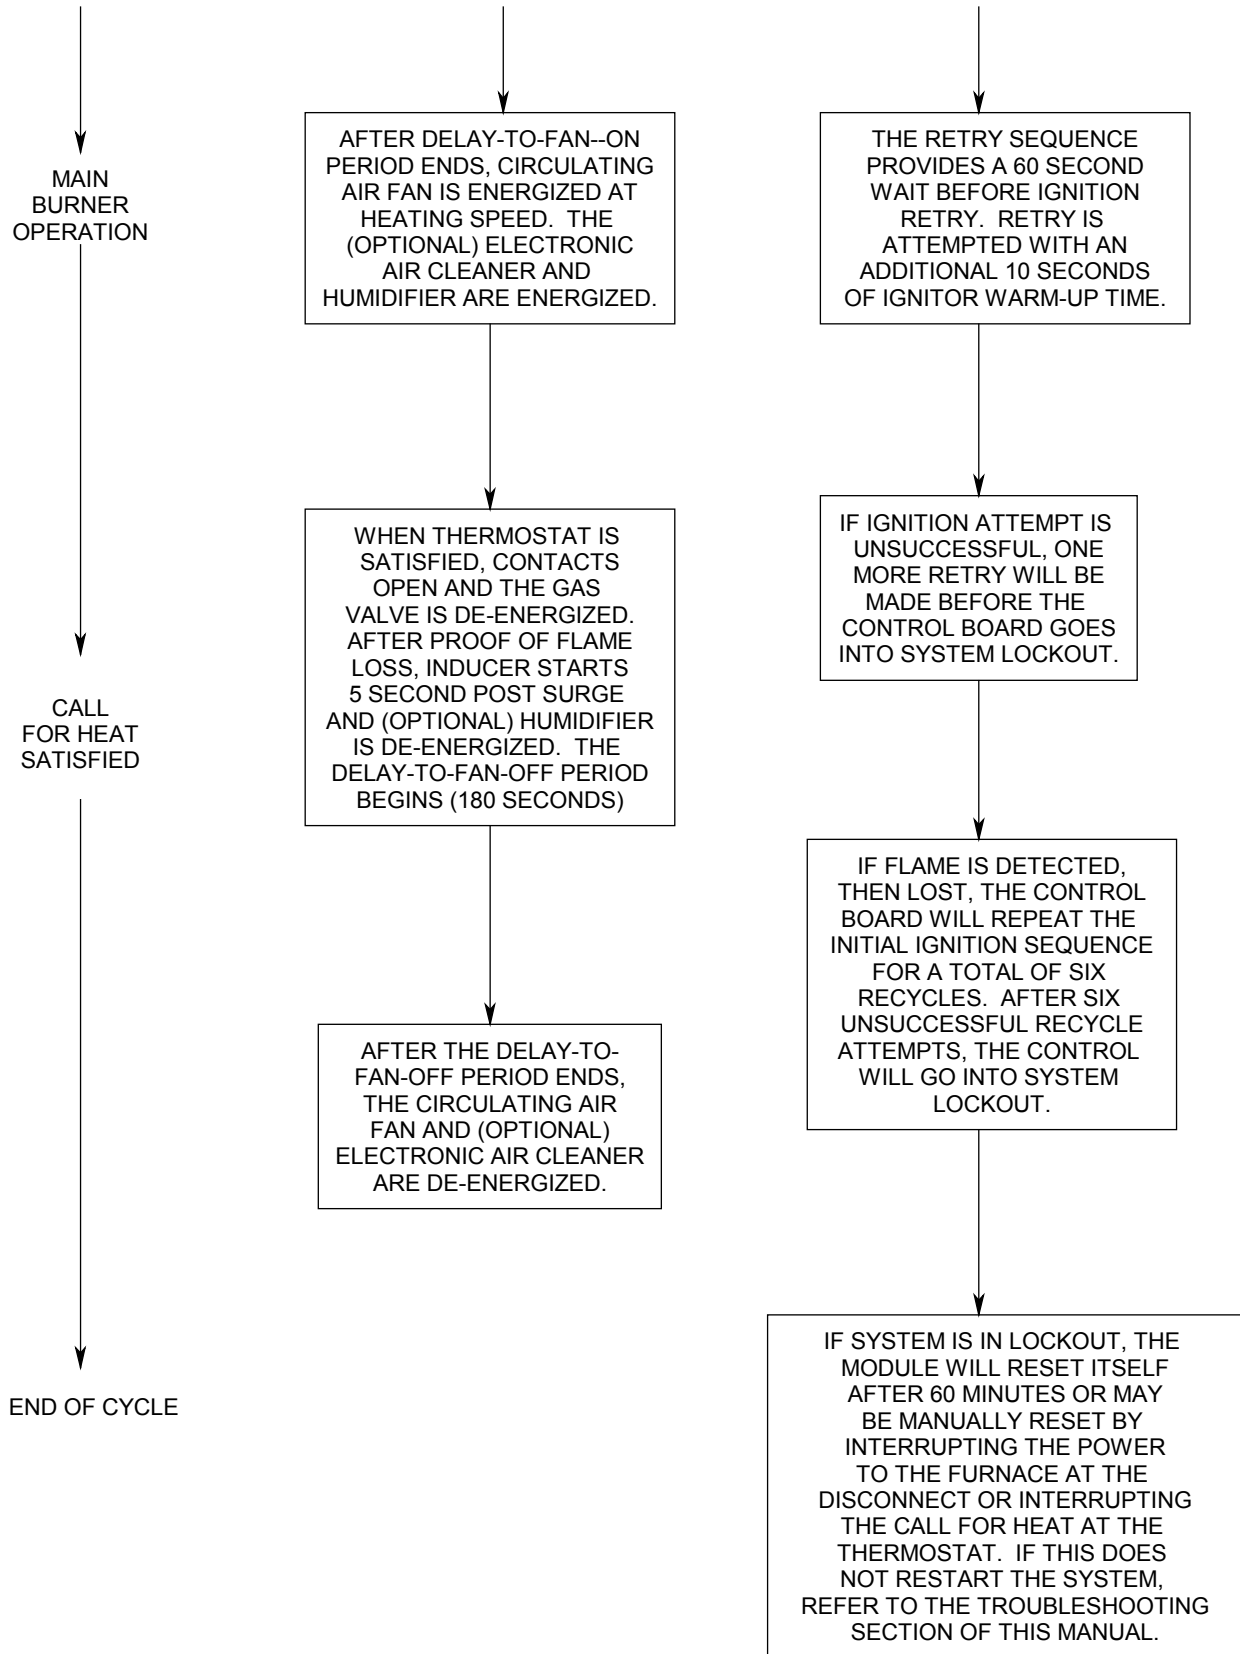 MAIN
BURNER
OPERATION
CALL
FOR HEAT
SATISFIED
END OF CYCLE
AFTER DELAY-TO-FAN--ON
PERIOD ENDS, CIRCULATING
AIR FAN IS ENERGIZED AT
HEATING SPEED.  THE
(OPTIONAL) ELECTRONIC
AIR CLEANER AND
HUMIDIFIER ARE ENERGIZED.
WHEN THERMOSTAT IS
SATISFIED, CONTACTS
OPEN AND THE GAS
VALVE IS DE-ENERGIZED.
AFTER PROOF OF FLAME
LOSS, INDUCER STARTS
5 SECOND POST SURGE
AND (OPTIONAL) HUMIDIFIER
IS DE-ENERGIZED.  THE
DELAY-TO-FAN-OFF PERIOD
BEGINS (180 SECONDS)
AFTER THE DELAY-TO-
FAN-OFF PERIOD ENDS,
THE CIRCULATING AIR
FAN AND (OPTIONAL)
ELECTRONIC AIR CLEANER
ARE DE-ENERGIZED.
THE RETRY SEQUENCE
PROVIDES A 60 SECOND
WAIT BEFORE IGNITION
RETRY.  RETRY IS
ATTEMPTED WITH AN
ADDITIONAL 10 SECONDS
OF IGNITOR WARM-UP TIME.
IF IGNITION ATTEMPT IS
UNSUCCESSFUL, ONE
MORE RETRY WILL BE
MADE BEFORE THE
CONTROL BOARD GOES
INTO SYSTEM LOCKOUT.
IF FLAME IS DETECTED,
THEN LOST, THE CONTROL
BOARD WILL REPEAT THE
INITIAL IGNITION SEQUENCE
FOR A TOTAL OF SIX
RECYCLES.  AFTER SIX
UNSUCCESSFUL RECYCLE
ATTEMPTS, THE CONTROL
WILL GO INTO SYSTEM
LOCKOUT.
IF SYSTEM IS IN LOCKOUT, THE
MODULE WILL RESET ITSELF
AFTER 60 MINUTES OR MAY
BE MANUALLY RESET BY
INTERRUPTING THE POWER
TO THE FURNACE AT THE
DISCONNECT OR INTERRUPTING
THE CALL FOR HEAT AT THE
THERMOSTAT.  IF THIS DOES
NOT RESTART THE SYSTEM,
REFER TO THE TROUBLESHOOTING
SECTION OF THIS MANUAL.